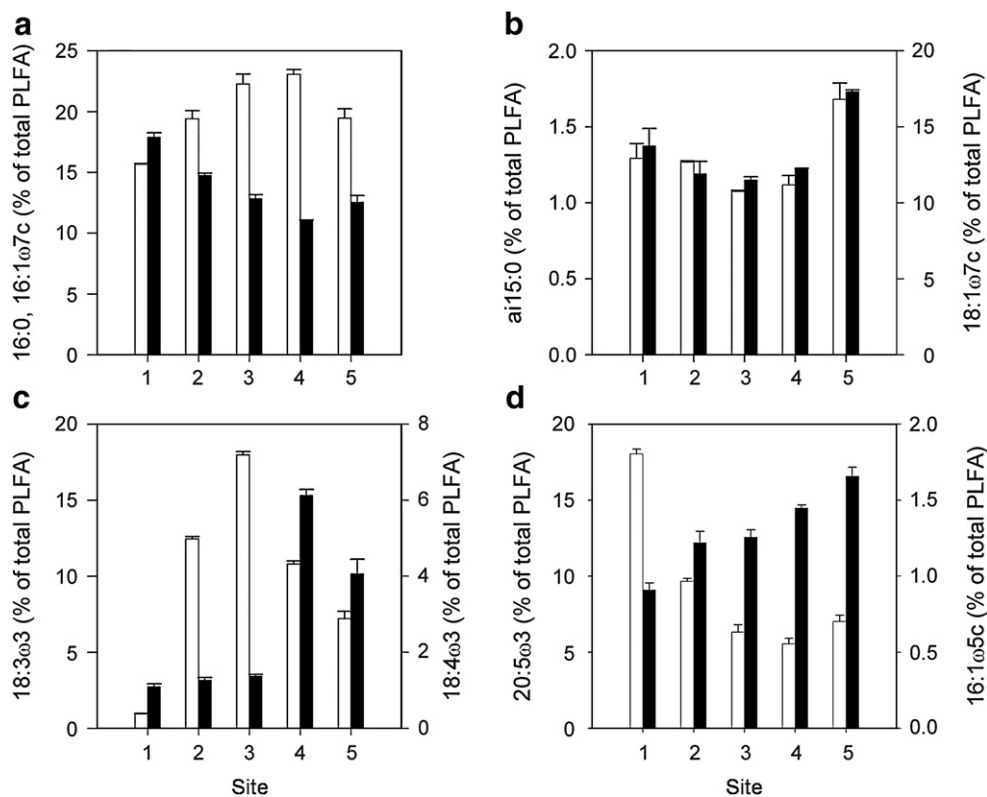 a
16:0, 16:1ω7c (% of total PLFA)
25
20
15
10
5
0
1 2 3 4 5
b
ai15:0 (% of total PLFA)
2.0
1.5
1.0
0.5
0.0
20
15
10
5
0
18:1ω7c (% of total PLFA)
1 2 3 4 5
c
18:3ω3 (% of total PLFA)
20
15
10
5
0
8
6
4
2
0
18:4ω3 (% of total PLFA)
1 2 3 4 5
Site
d
20:5ω3 (% of total PLFA)
20
15
10
5
0
2.0
1.5
1.0
0.5
0.0
16:1ω5c (% of total PLFA)
1 2 3 4 5
Site